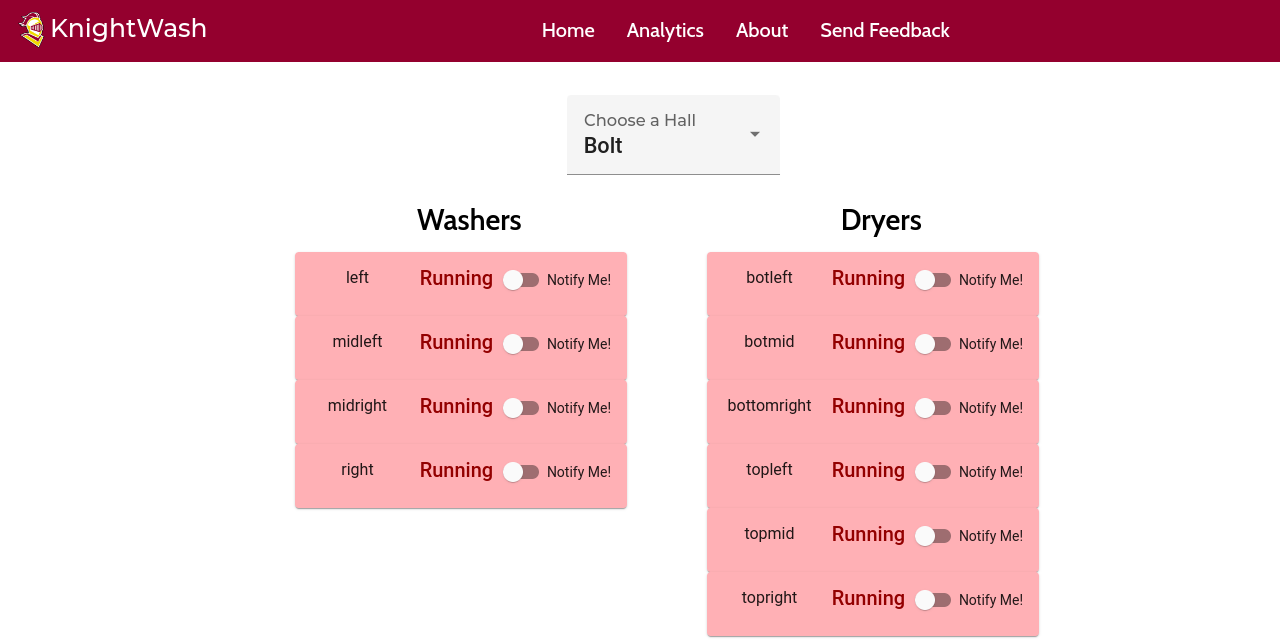 KnightWash
Home Analytics About Send Feedback
Choose a Hall
Bolt
Washers
left Running Notify Me!
midleft Running Notify Me!
midright Running Notify Me!
right Running Notify Me!
Dryers
botleft Running Notify Me!
botmid Running Notify Me!
bottomright Running Notify Me!
topleft Running Notify Me!
topmid Running Notify Me!
topright Running Notify Me!